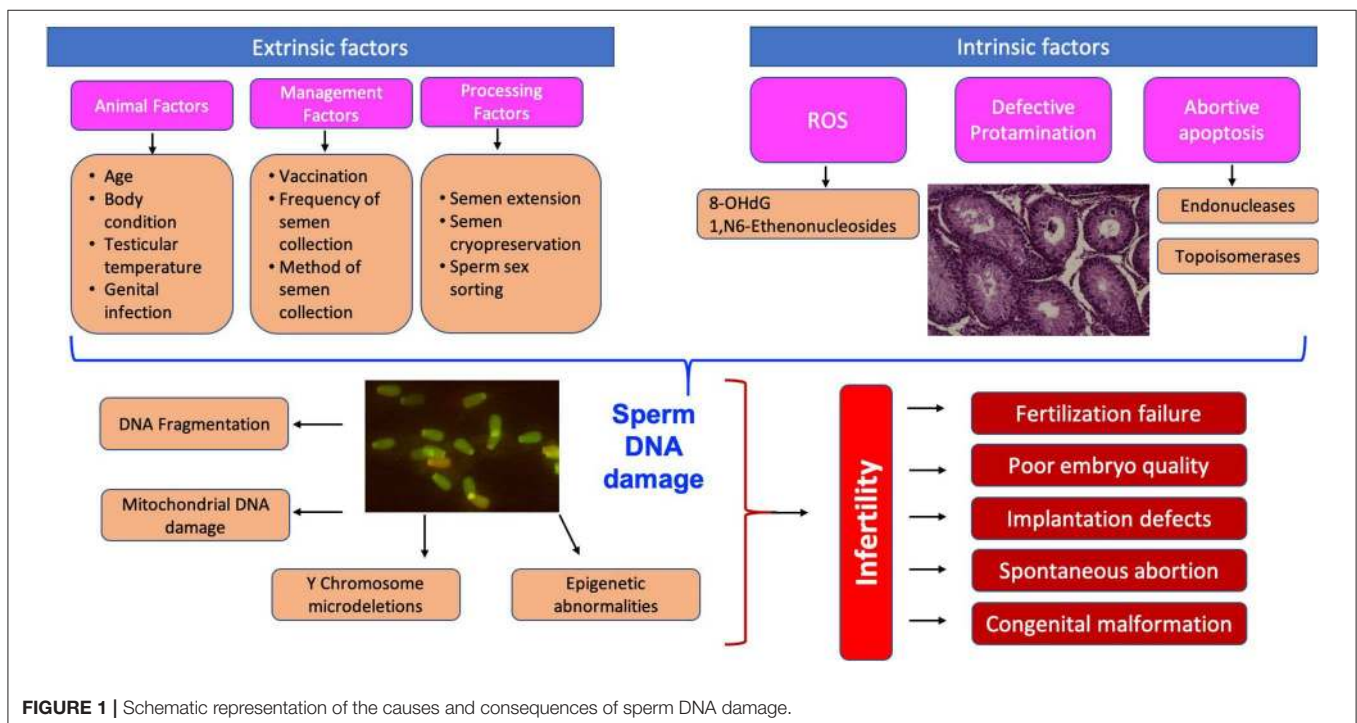 Extrinsic factors
Animal Factors
• Age
• Body
condition
• Testicular
temperature
• Genital
infection
Management
Factors
• Vaccination
• Frequency of
semen
collection
• Method of
semen
collection
Processing
Factors
• Semen extension
• Semen
cryopreservation
• Sperm sex
sorting
Intrinsic factors
ROS
8-OHdG
1,N6-Ethenonucleosides
Defective
Protamination
Abortive
apoptosis
Endonucleases
Topoisomerases
Sperm
DNA
damage
DNA Fragmentation
Mitochondrial DNA
damage
Y Chromosome
microdeletions
Epigenetic
abnormalities
Infertility
Fertilization failure
Poor embryo quality
Implantation defects
Spontaneous abortion
Congenital malformation
FIGURE 1 | Schematic representation of the causes and consequences of sperm DNA damage.